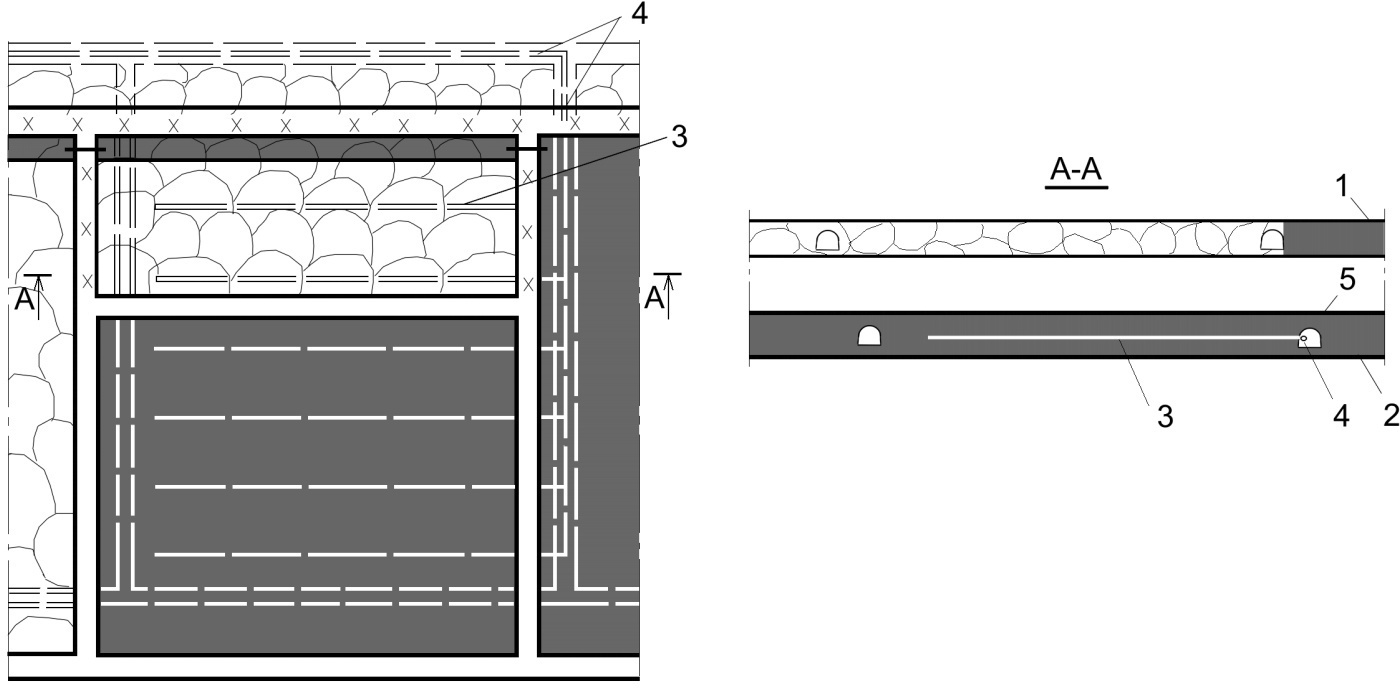 4
X X X X X X X X X X X
3
X X
X X
X X
A A
A-A
1
5
3 4 2